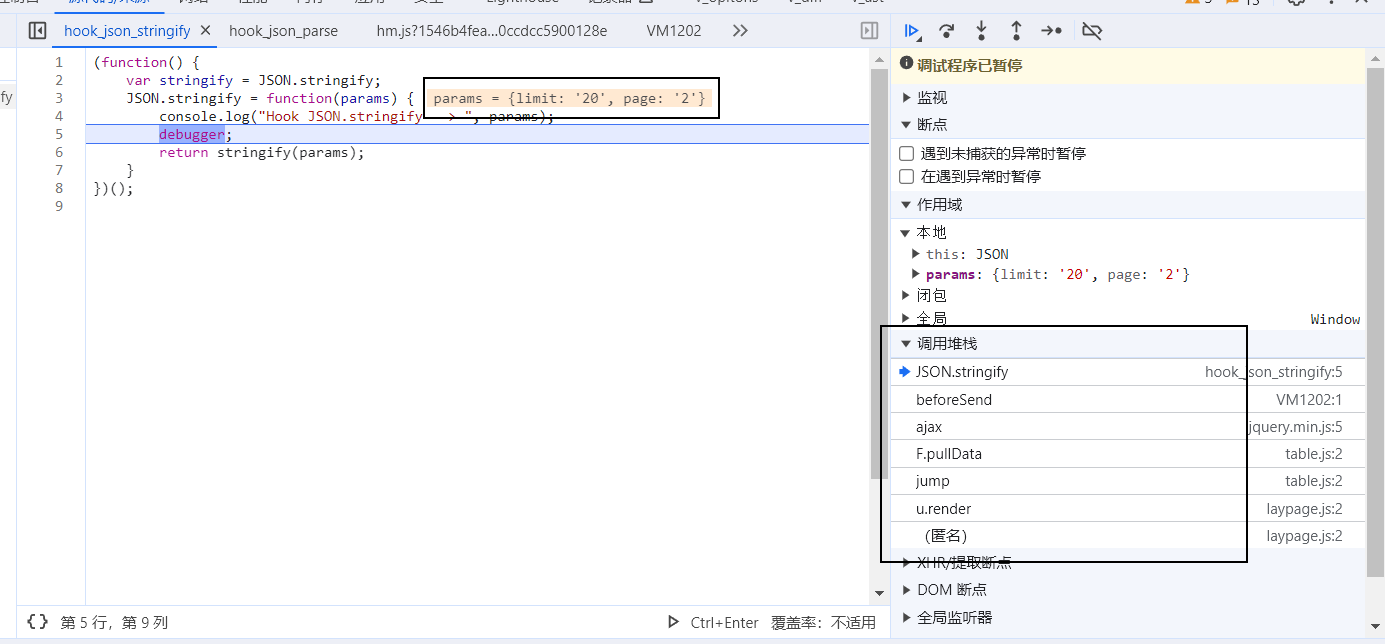 Lighthouse
hook_json_stringify
hook_json_parse
hm.js?1546b4fea...0ccdcc5900128e
VM1202
fy
1 (function() {
2 var stringify = JSON.stringify;
3 JSON.stringify = function(params) { params = {limit: '20', page: '2'}
4 console.log("Hook JSON.stringify > ", params);
5 debugger;
6 return stringify(params);
7 }
8 })();
9
{} 第 5 行，第 9 列
Ctrl+Enter 覆盖率：不适用
调试程序已暂停
监视
断点
遇到未捕获的异常时暂停
在遇到异常时暂停
作用域
本地
this: JSON
params: {limit: '20', page: '2'}
闭包
全局 Window
调用堆栈
JSON.stringify hook_json_stringify:5
beforeSend VM1202:1
ajax jquery.min.js:5
F.pullData table.js:2
jump table.js:2
u.render laypage.js:2
（匿名） laypage.js:2
XHR/提取断点
DOM 断点
全局监听器